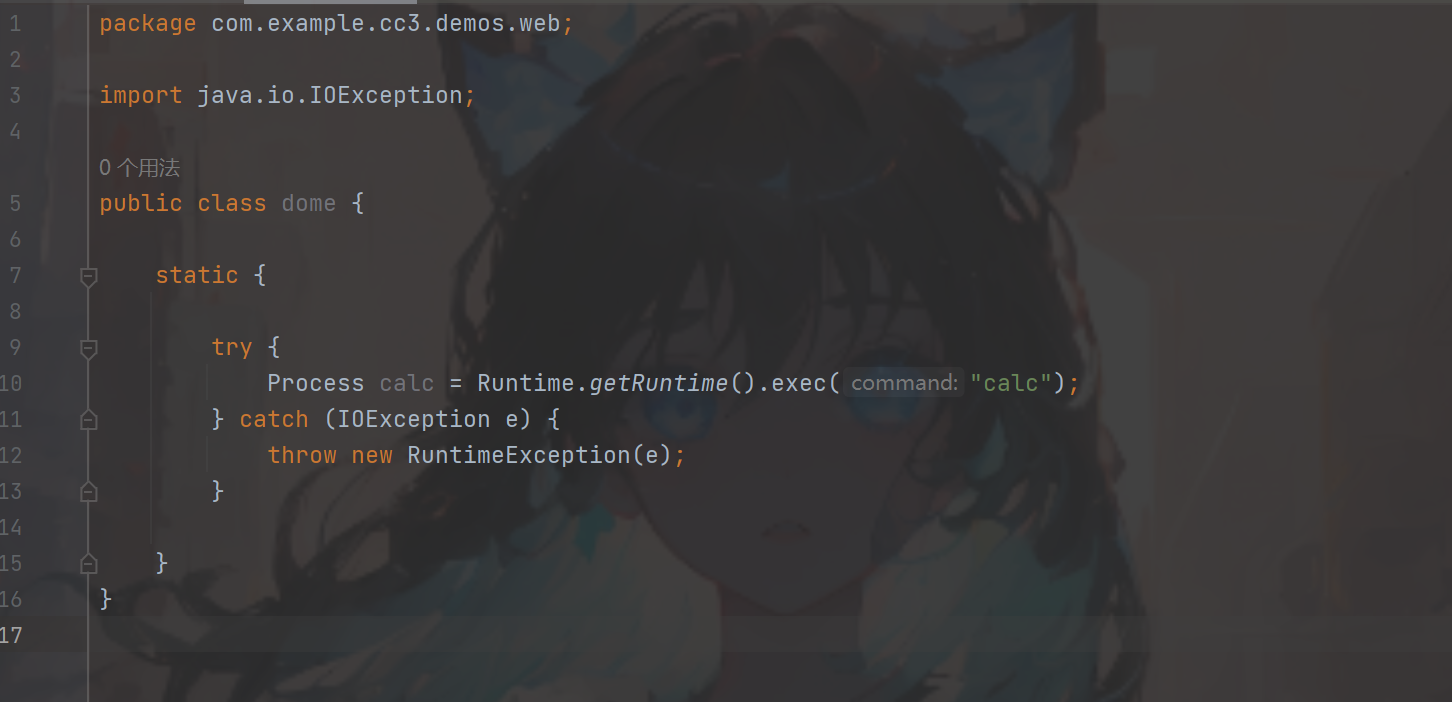 1 package com.example.cc3.demos.web;
2
3 import java.io.IOException;
4
0 个用法
5 public class dome {
6
7 static {
8
9 try {
10 Process calc = Runtime.getRuntime().exec( command: "calc");
11 } catch (IOException e) {
12 throw new RuntimeException(e);
13 }
14
15 }
16 }
17